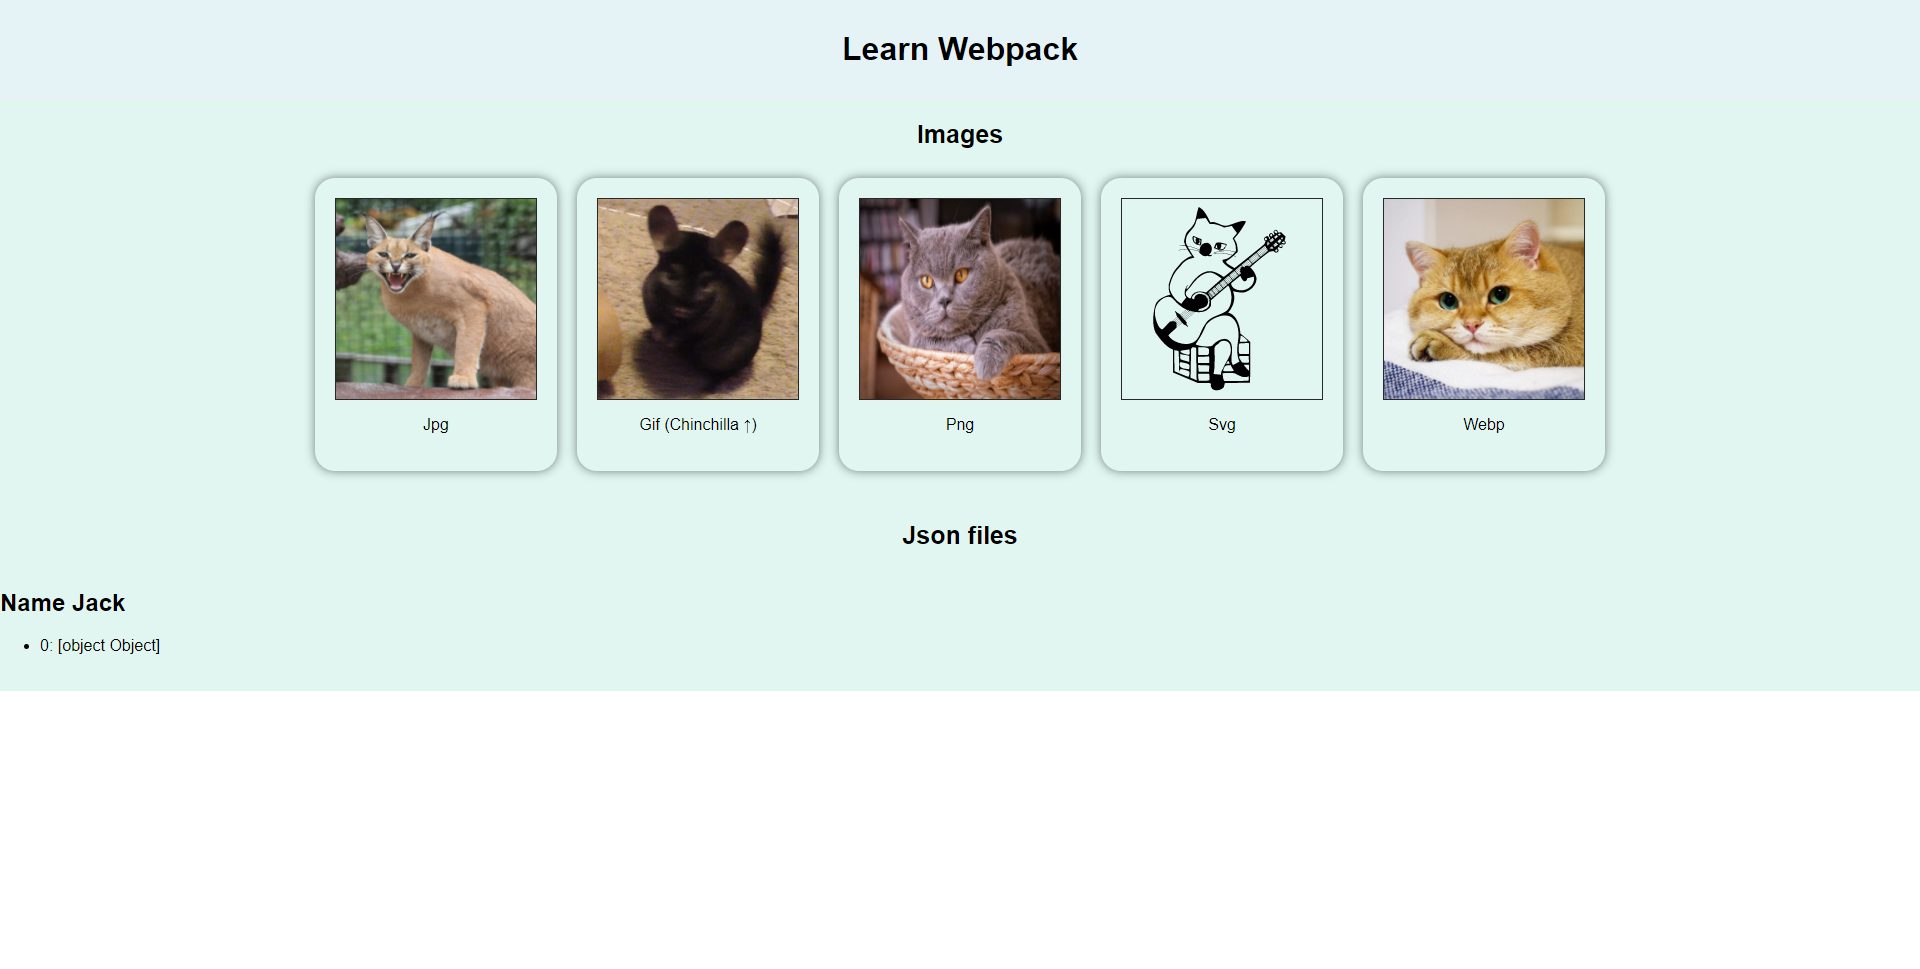 Learn Webpack
Images
Jpg
Gif (Chinchilla ↑)
Png
Svg
Webp
Json files
Name Jack
• 0: [object Object]